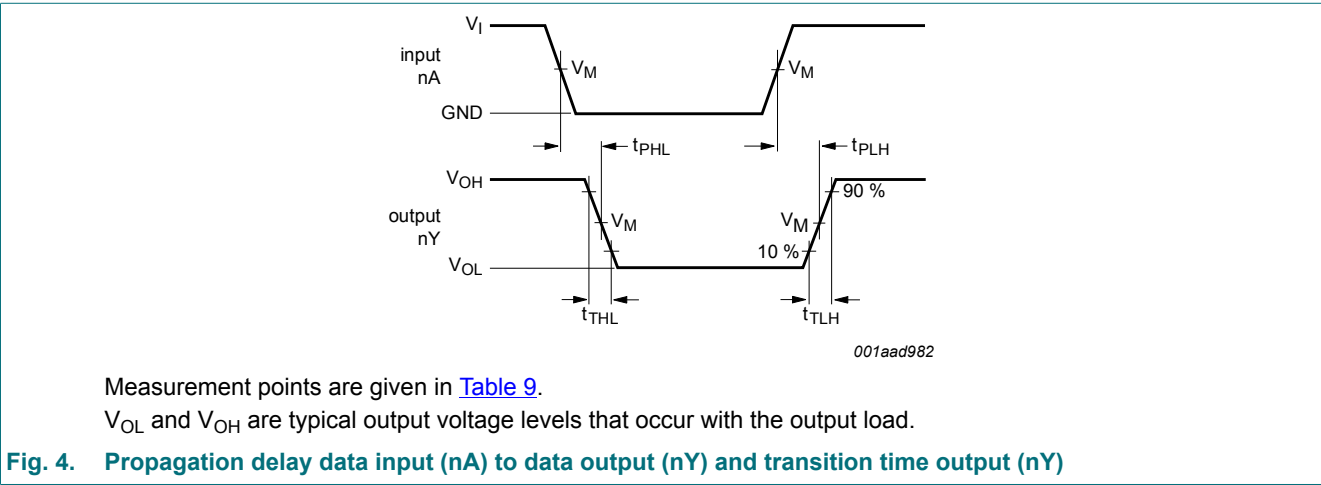 V_I
input
nA
V_M
V_M
GND
t_PHL
t_PLH
V_OH
90 %
output
nY
V_M
V_M
10 %
V_OL
t_THL
t_TLH
001aad982
Measurement points are given in Table 9.
V_OL and V_OH are typical output voltage levels that occur with the output load.
Fig. 4. Propagation delay data input (nA) to data output (nY) and transition time output (nY)